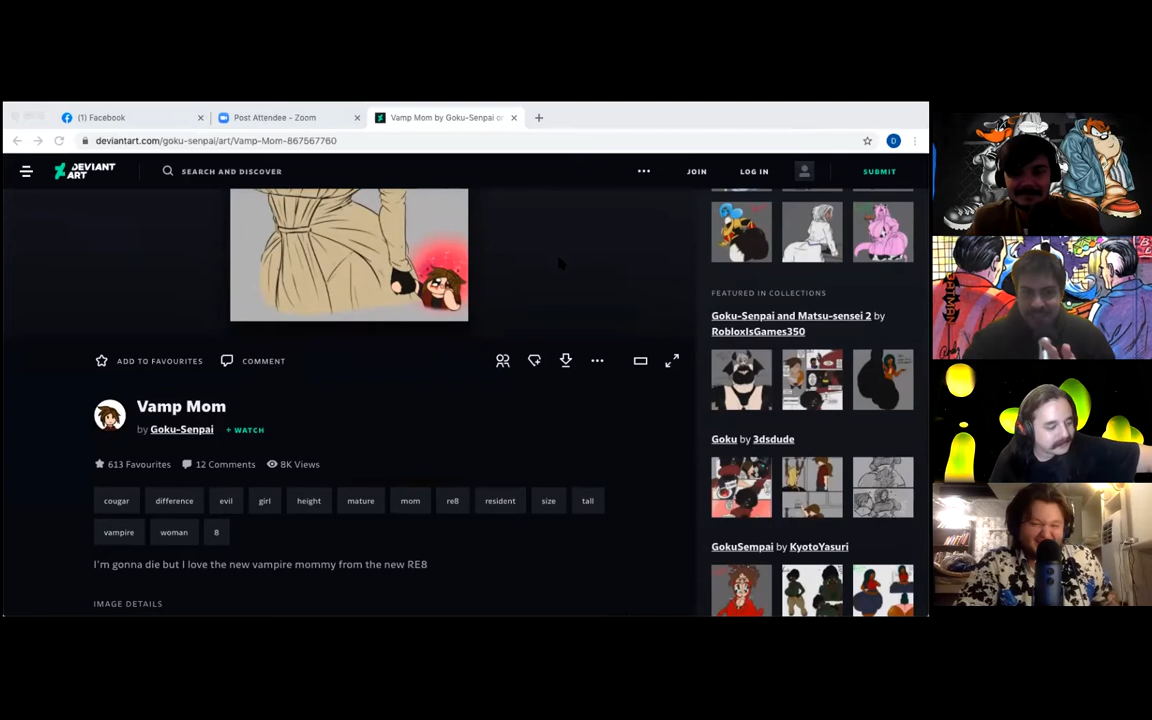 (1) Facebook
Post Attendee - Zoom
Vamp Mom by Goku-Senpai on
deviantart.com/goku-senpai/art/Vamp-Mom-867567760
D
DEVIANT ART
SEARCH AND DISCOVER
JOIN
LOG IN
SUBMIT
FEATURED IN COLLECTIONS
Goku-Senpai and Matsu-sensei 2 by
RobloxIsGames350
ADD TO FAVOURITES
COMMENT
Vamp Mom
by Goku-Senpai + WATCH
613 Favourites 12 Comments 8K Views
cougar difference evil girl height mature mom re8 resident size tall
vampire woman 8
I'm gonna die but I love the new vampire mommy from the new RE8
IMAGE DETAILS
Goku by 3dsdude
GokuSempai by KyotoYasuri
BATMAN